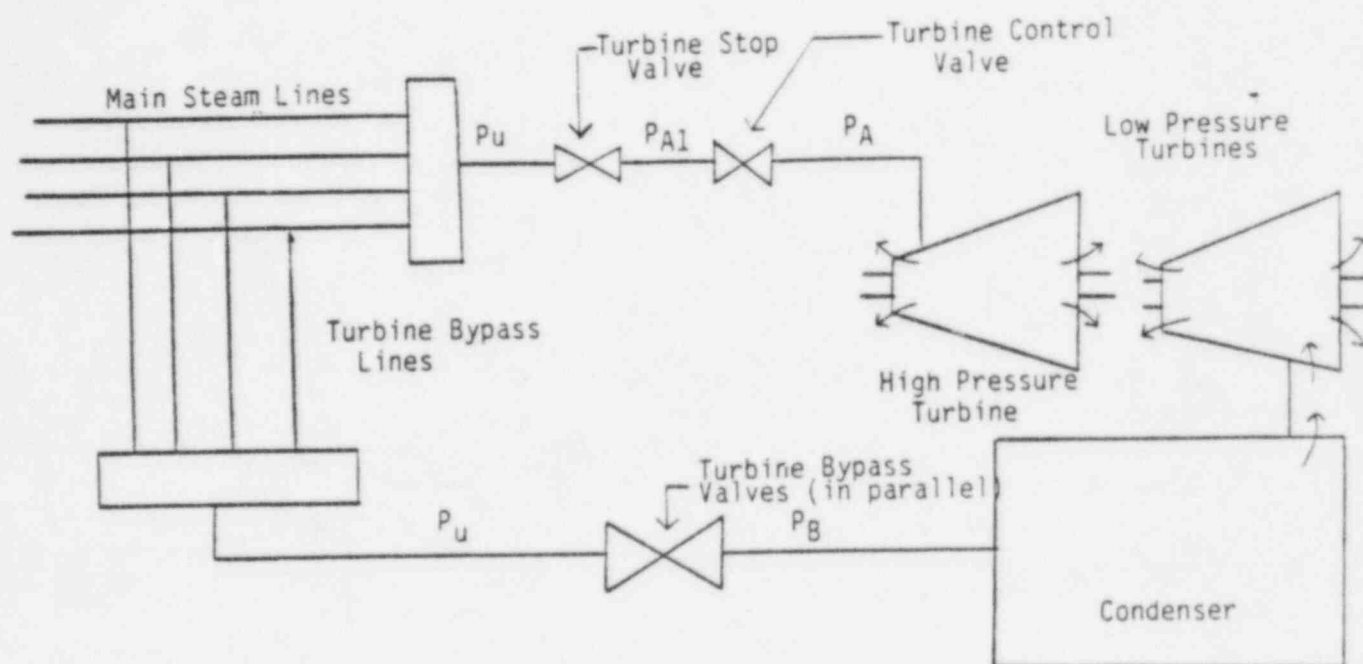 Turbine Stop
Valve
Turbine Control
Valve
Main Steam Lines
Pu
PA1
PA
Low Pressure
Turbines
Turbine Bypass
Lines
High Pressure
Turbine
Turbine Bypass
Valves (in parallel)
Pu
PB
Condenser